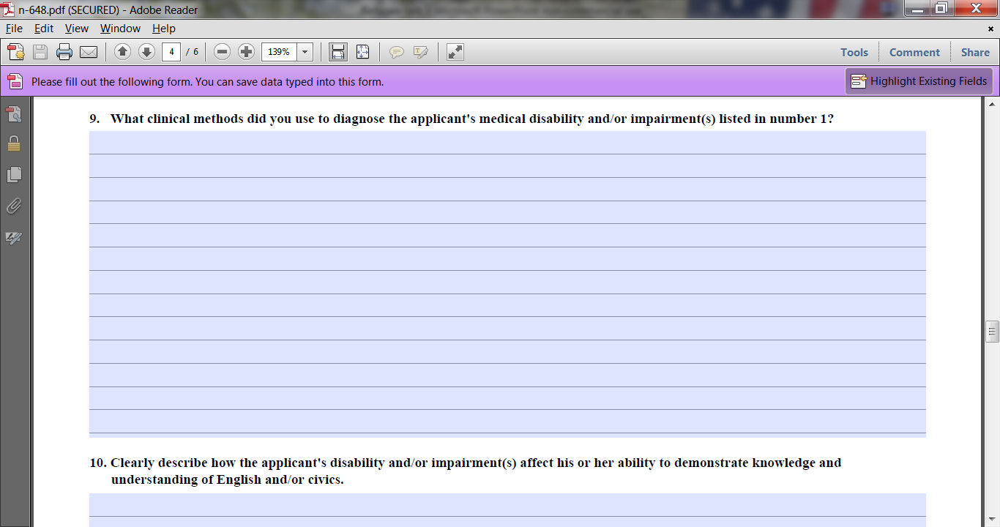 n-648.pdf (SECURED) - Adobe Reader
File Edit View Window Help
4 / 6 139% Tools Comment Share
Please fill out the following form. You can save data typed into this form. Highlight Existing Fields
9. What clinical methods did you use to diagnose the applicant's medical disability and/or impairment(s) listed in number 1?
10. Clearly describe how the applicant's disability and/or impairment(s) affect his or her ability to demonstrate knowledge and
understanding of English and/or civics.